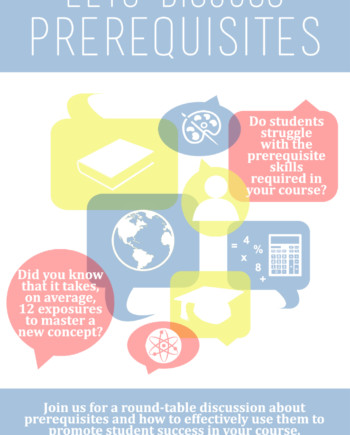 LETS DISCUSS
PREREQUISITES
Do students
struggle
with the
prerequisite
skills
required in
your course?
= 4 %
x 8
+
Did you know
that it takes,
on average,
12 exposures
to master a
new concept?
Join us for a round-table discussion about
prerequisites and how to effectively use them to
promote student success in your course.